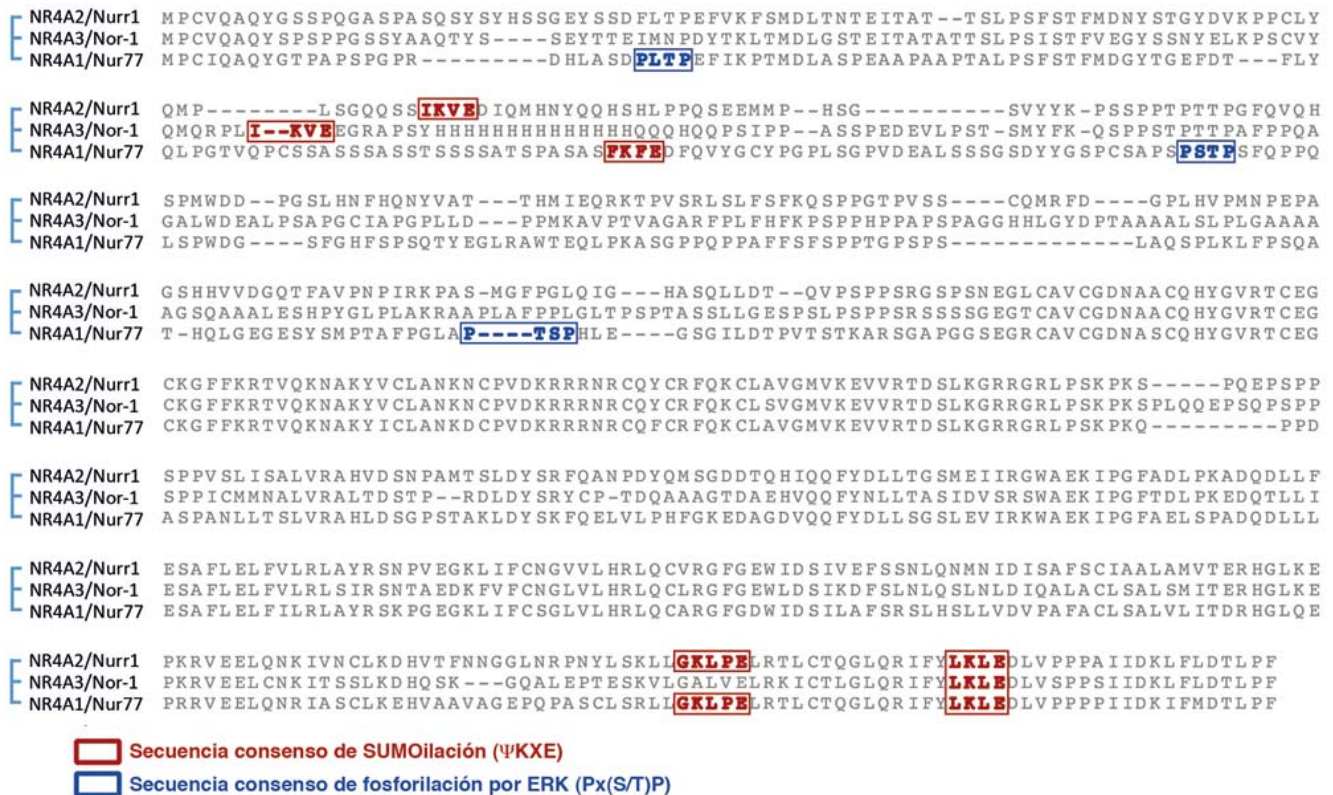 NR4A2/Nurr1 MPCVQAQYGSSPQGASPASQSYSYHSSGEYSSDFLTPEFVKFSMDLTNTEITAT--TSLPSFSTFMDNYSTGYDVKPPCLY
NR4A3/Nor-1 MPCVQAQYSPSPPGSSYAAQTYS----SEYTTEIMNPDYTKLTMDLGSTEITATATTSLPSISTFVEGYSSNYELKPSCVY
NR4A1/Nur77 MPCIQAQYGTPAPSPGPR---------DHLASDPLTPEFIKPTMDLASPEAAPAAPTALPSFSTFMDGYTGEFDT---FLY
NR4A2/Nurr1 QMP--------LSGQQSSIKVEDIQMHNYQQHSHLPPQSEEMMP--HSG------SVYYK-PSSPPTPTTPGFQVQH
NR4A3/Nor-1 QMQRPLI--KVEEGRAPSYHHHHHHHHHHHHHHQQQHQQPSIPP--ASSPEDEVLPST-SMYFK-QSPPSTPTTPAFPPQA
NR4A1/Nur77 QLPGTVQPCSSASSSASSTSSSSSATSPASASFKFEDFQVYGCYPGPLSGPVDEALSSSGSDYYGSPCSAPSPSTPSFQPPQ
NR4A2/Nurr1 SPMWDD--PGSLHNFHQNYVAT---THMIEQRKTPVSRLSLFSFKQSPPGTPVSS----CQMRFD----GPLHVPMNPEPA
NR4A3/Nor-1 GALWDEALPSAPGCIAPGPLLD---PPMKAVPTVAGARFPLFHFKPSPPHPPAPSPAGGHHLGYDPTAAAALSLPLGAAAA
NR4A1/Nur77 LSPWDG----SFGHFSPSQTYEGLRAWTEQLPKASGPPQPPAFFSFSPPTGPSPS-------------LAQSPLKLFPSQA
NR4A2/Nurr1 GSHHVVDGQTFAVPNPIRKPAS-MGFPGLQIG---HASQLLDT--QVPSPPSRGSPSNEGLCAVCGDNAACQHYGVRTCEG
NR4A3/Nor-1 AGSQAAALESHPYGLPLAKRAAPLAFPPLGLTPSPTASSLLGESPSLPSPPSRSSSSGEGTCAVCGDNAACQHYGVRTCEG
NR4A1/Nur77 T-HQLGEGESYSMPTAFPGLAP----TSPHLE----GSGILDTPVTSTKARSGAPGGSEGRCAVCGDNASCQHYGVRTCEG
NR4A2/Nurr1 CKGFFKRTVQKNAKYVCLANKNCPVDKRRRNRCQYCRFQKCLAVGMVKEVVRTDSLKGRRGRLPSKPKS-----PQEPSPP
NR4A3/Nor-1 CKGFFKRTVQKNAKYVCLANKNCPVDKRRRNRCQYCRFQKCLSVGMVKEVVRTDSLKGRRGRLPSKPKSPLQQEPSQPSPP
NR4A1/Nur77 CKGFFKRTVQKNAKYICLANKDCPVDKRRRNRCQFCRFQKCLAVGMVKEVVRTDSLKGRRGRLPSKPKQ---------PPD
NR4A2/Nurr1 SPPVSLISALVRAHVDSNPAMTSLDYSRFQANPDYQMSGDDTQHIQQFYDLLTGSMEIIRGWAEKIPGFADLPKADQDLLF
NR4A3/Nor-1 SPPICMMNALVRALTDSTP--RDLDYSRYCP-TDQAAAGTDAEHVQQFYNLLTASIDVSRSWAEKIPGFTDLPKEDQTLLI
NR4A1/Nur77 ASPANLLTSLVRAHLDSGPSTAKLDYSKFQELVLPHFGKEDAGDVQQFYDLLSGSLEVIRKWAEKIPGFAELSPADQDLLL
NR4A2/Nurr1 ESAFLELFVLRLAYRSNPVEGKLIFCNGVVLHRLQCVRGFGEWIDSIVEFSSNLQNMNIDISAFSCIAALAMVTERHGLKE
NR4A3/Nor-1 ESAFLELFVLRLSIRSNTAEDKFVFCNGLVLHRLQCLRGFGEWLDSIKDFSLNLQSLNLDIQALACLSALSMITERHGLKE
NR4A1/Nur77 ESAFLELFILRLAYRSKPGEGKLIFCSGLVLHRLQCARGFGDWIDSILAFSRSLHSLLVDVPAFACLSALVLITDRHGLQE
NR4A2/Nurr1 PKRVEELQNKIVNCLKDHVTFNNGGLNRPNYLSKLLGKLPELRTLCTQGLQRIFYLKLEDLVPPPAIIDKLFLDTLPF
NR4A3/Nor-1 PKRVEELCNKITSSLKDHQSK---GQALEPTESKVLGALVELRKICTLGLQRIFYLKLEDLVSPPSIIDKLFLDTLPF
NR4A1/Nur77 PRRVEELQNRIASCLKEHVAAVAGEPQPASCLSRLLGKLPELRTLCTQGLQRIFYLKLEDLVPPPPIIDKIFMDTLPF
Secuencia consenso de SUMOilación (ΨKXE)
Secuencia consenso de fosforilación por ERK (Px(S/T)P)